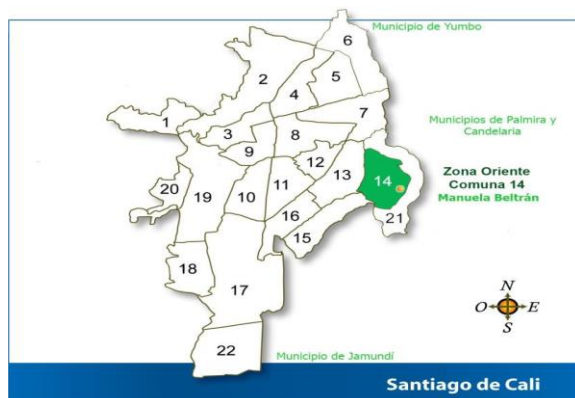 Municipio de Yumbo
6
2
5
4
7
1
3
8
Municipios de Palmira y
Candelaria
9
12
13
14
Zona Oriente
Comuna 14
Manuela Beltrán
20
19
10
11
21
16
15
18
17
N
O
E
S
22
Municipio de Jamundí
Santiago de Cali